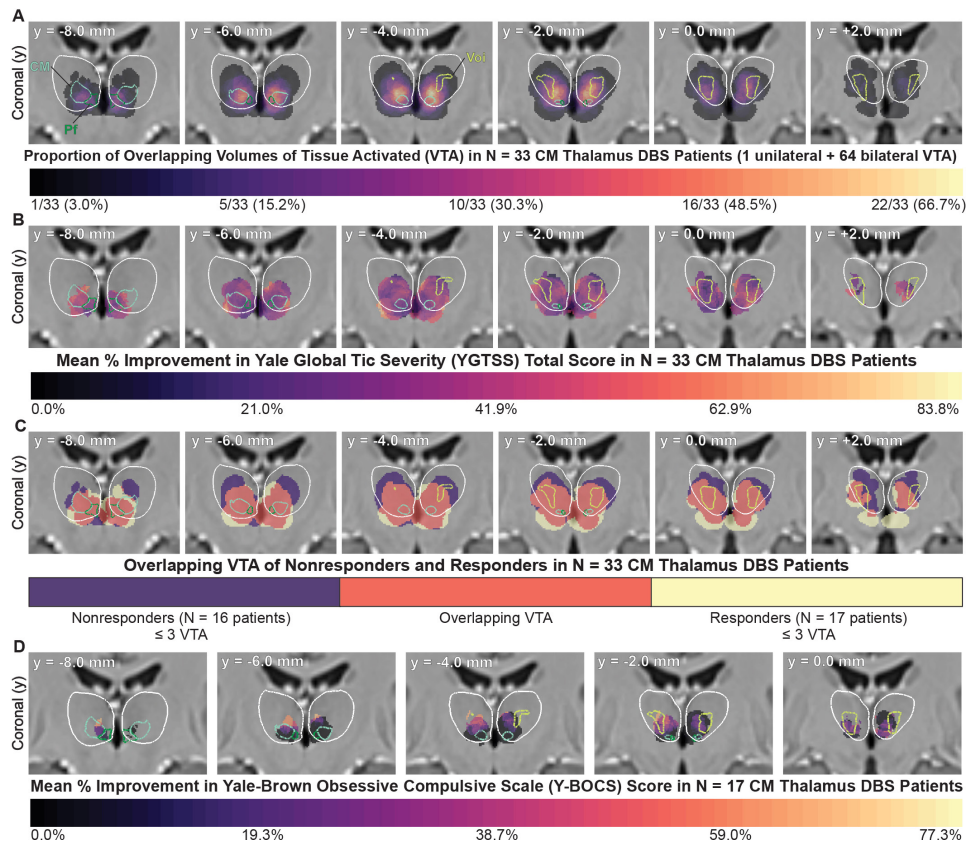 A
Coronal (y)
y = -8.0 mm
y = -6.0 mm
y = -4.0 mm
y = -2.0 mm
y = 0.0 mm
y = +2.0 mm
CM
Pf
Voi
Proportion of Overlapping Volumes of Tissue Activated (VTA) in N = 33 CM Thalamus DBS Patients (1 unilateral + 64 bilateral VTA)
1/33 (3.0%) 5/33 (15.2%) 10/33 (30.3%) 16/33 (48.5%) 22/33 (66.7%)
B
Coronal (y)
y = -8.0 mm
y = -6.0 mm
y = -4.0 mm
y = -2.0 mm
y = 0.0 mm
y = +2.0 mm
Mean % Improvement in Yale Global Tic Severity (YGTSS) Total Score in N = 33 CM Thalamus DBS Patients
0.0% 21.0% 41.9% 62.9% 83.8%
C
Coronal (y)
y = -8.0 mm
y = -6.0 mm
y = -4.0 mm
y = -2.0 mm
y = 0.0 mm
y = +2.0 mm
Overlapping VTA of Nonresponders and Responders in N = 33 CM Thalamus DBS Patients
Nonresponders (N = 16 patients) Overlapping VTA Responders (N = 17 patients)
≤ 3 VTA ≤ 3 VTA
D
Coronal (y)
y = -8.0 mm
y = -6.0 mm
y = -4.0 mm
y = -2.0 mm
y = 0.0 mm
Mean % Improvement in Yale-Brown Obsessive Compulsive Scale (Y-BOCS) Score in N = 17 CM Thalamus DBS Patients
0.0% 19.3% 38.7% 59.0% 77.3%